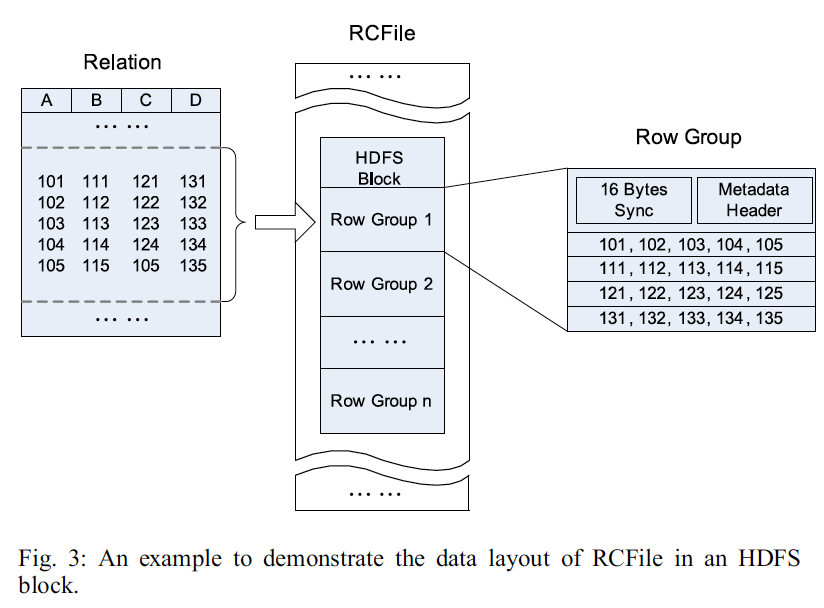 RCFile
Relation
A B C D
... ...
101 111 121 131
102 112 122 132
103 113 123 133
104 114 124 134
105 115 105 135
... ...
... ...
HDFS
Block
Row Group 1
Row Group 2
... ...
Row Group n
... ...
Row Group
16 Bytes
Sync
Metadata
Header
101, 102, 103, 104, 105
111, 112, 113, 114, 115
121, 122, 123, 124, 125
131, 132, 133, 134, 135
Fig. 3: An example to demonstrate the data layout of RCFile in an HDFS
block.